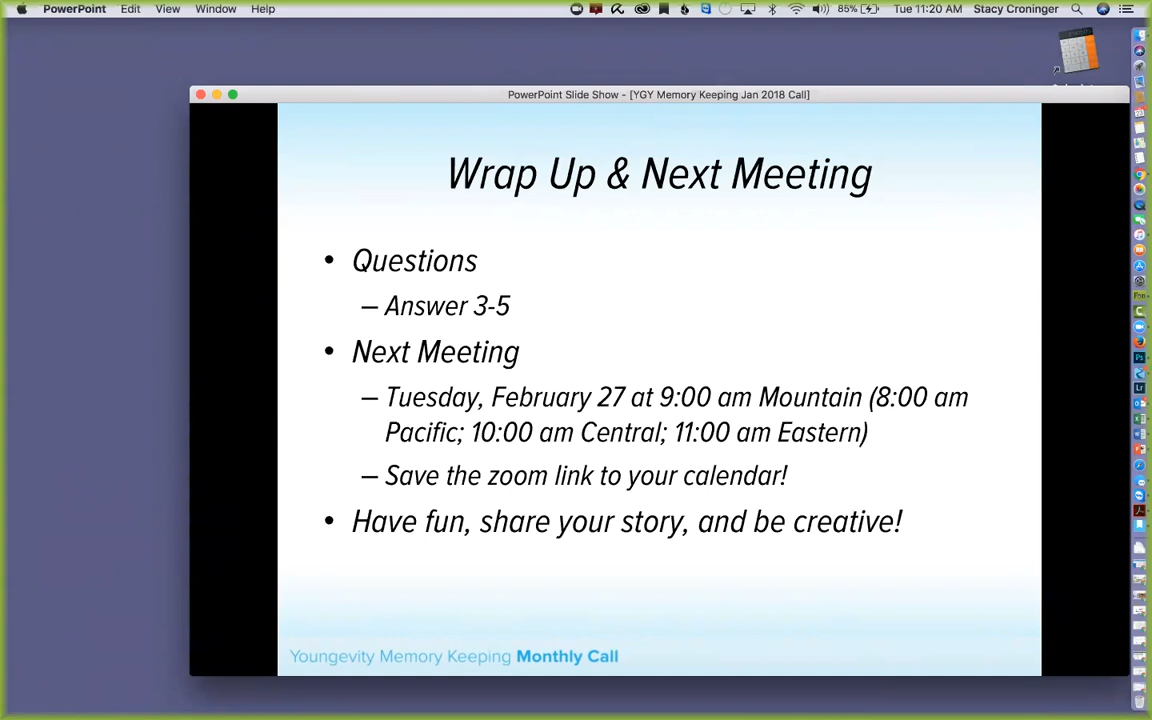 PowerPoint Edit View Window Help 85% Tue 11:20 AM Stacy Croninger
PowerPoint Slide Show - [YGY Memory Keeping Jan 2018 Call]
Wrap Up & Next Meeting
• Questions
– Answer 3-5
• Next Meeting
– Tuesday, February 27 at 9:00 am Mountain (8:00 am
Pacific; 10:00 am Central; 11:00 am Eastern)
– Save the zoom link to your calendar!
• Have fun, share your story, and be creative!
Youngevity Memory Keeping Monthly Call